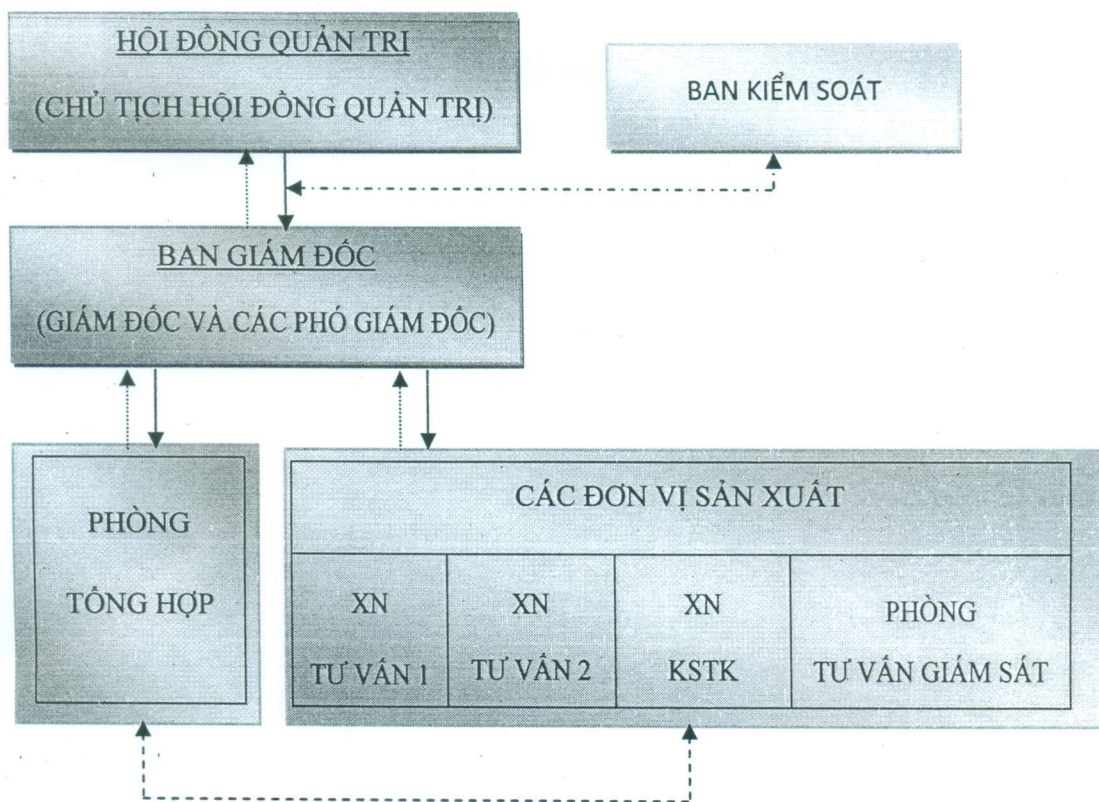 HỘI ĐỒNG QUẢN TRỊ
(CHỦ TỊCH HỘI ĐỒNG QUẢN TRỊ)
BAN KIỂM SOÁT
BAN GIÁM ĐỐC
(GIÁM ĐỐC VÀ CÁC PHÓ GIÁM ĐỐC)
PHÒNG
TỔNG HỢP
CÁC ĐƠN VỊ SẢN XUẤT
XN
TƯ VẤN 1
XN
TƯ VẤN 2
XN
KSTK
PHÒNG
TƯ VẤN GIÁM SÁT